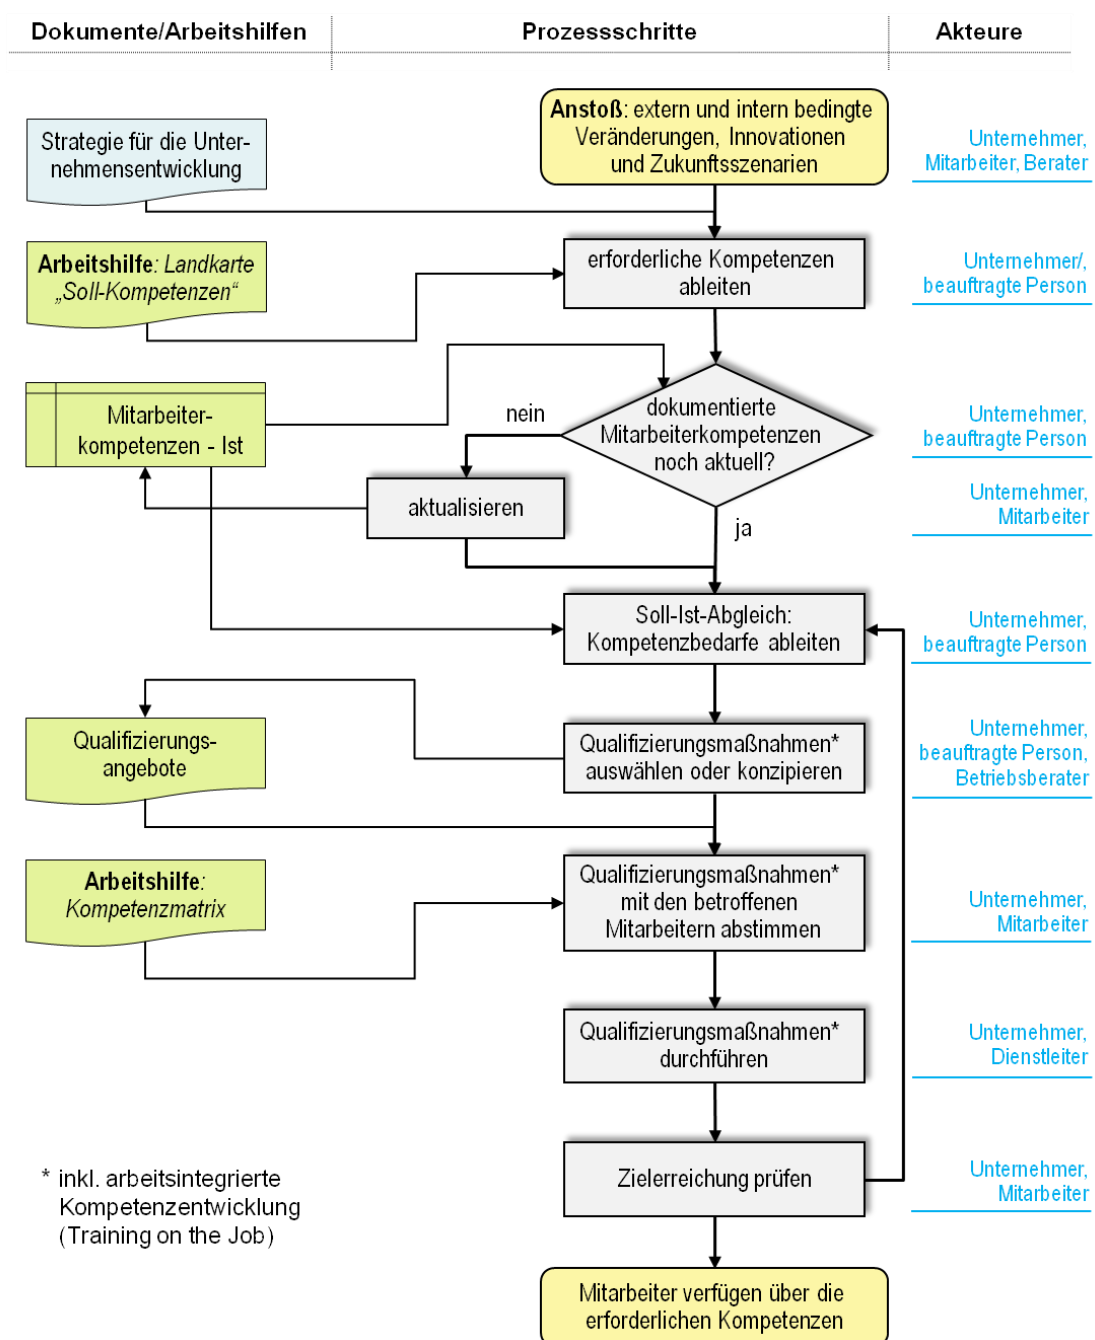 Dokumente/Arbeitshilfen
Prozessschritte
Akteure
Anstoß: extern und intern bedingte
Veränderungen, Innovationen
und Zukunftsszenarien
Strategie für die Unter-
nehmensentwicklung
Unternehmer,
Mitarbeiter, Berater
Arbeitshilfe: Landkarte
„Soll-Kompetenzen“
erforderliche Kompetenzen
ableiten
Unternehmer/,
beauftragte Person
Mitarbeiter-
kompetenzen - Ist
nein
dokumentierte
Mitarbeiterkompetenzen
noch aktuell?
Unternehmer,
beauftragte Person
aktualisieren
ja
Unternehmer,
Mitarbeiter
Soll-Ist-Abgleich:
Kompetenzbedarfe ableiten
Unternehmer,
beauftragte Person
Qualifizierungs-
angebote
Qualifizierungsmaßnahmen*
auswählen oder konzipieren
Unternehmer,
beauftragte Person,
Betriebsberater
Arbeitshilfe:
Kompetenzmatrix
Qualifizierungsmaßnahmen*
mit den betroffenen
Mitarbeitern abstimmen
Unternehmer,
Mitarbeiter
Qualifizierungsmaßnahmen*
durchführen
Unternehmer,
Dienstleiter
* inkl. arbeitsintegrierte
Kompetenzentwicklung
(Training on the Job)
Zielerreichung prüfen
Unternehmer,
Mitarbeiter
Mitarbeiter verfügen über die
erforderlichen Kompetenzen